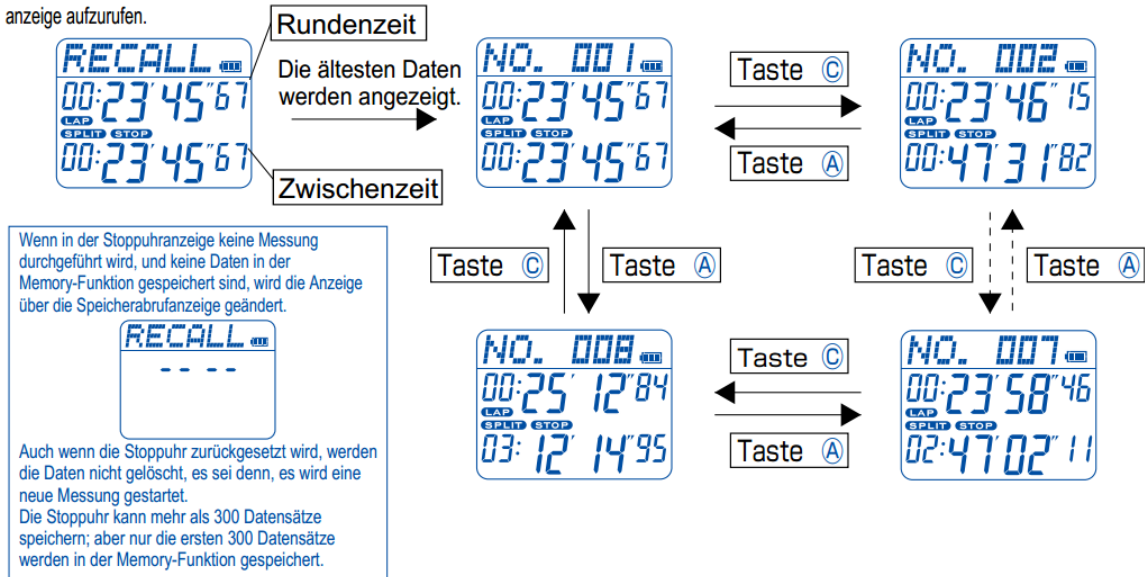 anzeige aufzurufen.
RECALL
00:23'45"67
LAP
SPLIT STOP
00:23'45"67
Rundenzeit
Die ältesten Daten
werden angezeigt.
Zwischenzeit
NO. 001
00:23'45"67
LAP
SPLIT STOP
00:23'45"67
Taste C
Taste A
NO. 002
00:23'46"15
LAP
SPLIT STOP
00:47'31"82
Taste C
Taste A
Taste C
Taste A
Wenn in der Stoppuhranzeige keine Messung
durchgeführt wird, und keine Daten in der
Memory-Funktion gespeichert sind, wird die Anzeige
über die Speicherabrufanzeige geändert.
RECALL
-- --
Auch wenn die Stoppuhr zurückgesetzt wird, werden
die Daten nicht gelöscht, es sei denn, es wird eine
neue Messung gestartet.
Die Stoppuhr kann mehr als 300 Datensätze
speichern; aber nur die ersten 300 Datensätze
werden in der Memory-Funktion gespeichert.
NO. 008
00:25'12"84
LAP
SPLIT STOP
03:12'14"95
Taste C
Taste A
NO. 007
00:23'58"46
LAP
SPLIT STOP
02:47'02"11